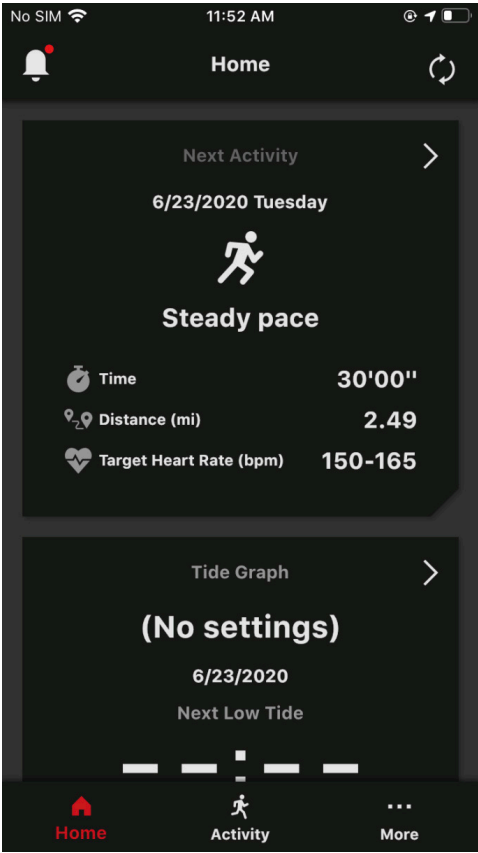 No SIM 11:52 AM
Home
Next Activity
6/23/2020 Tuesday
Steady pace
Time 30'00''
Distance (mi) 2.49
Target Heart Rate (bpm) 150-165
Tide Graph
(No settings)
6/23/2020
Next Low Tide
– – : – –
Home Activity More